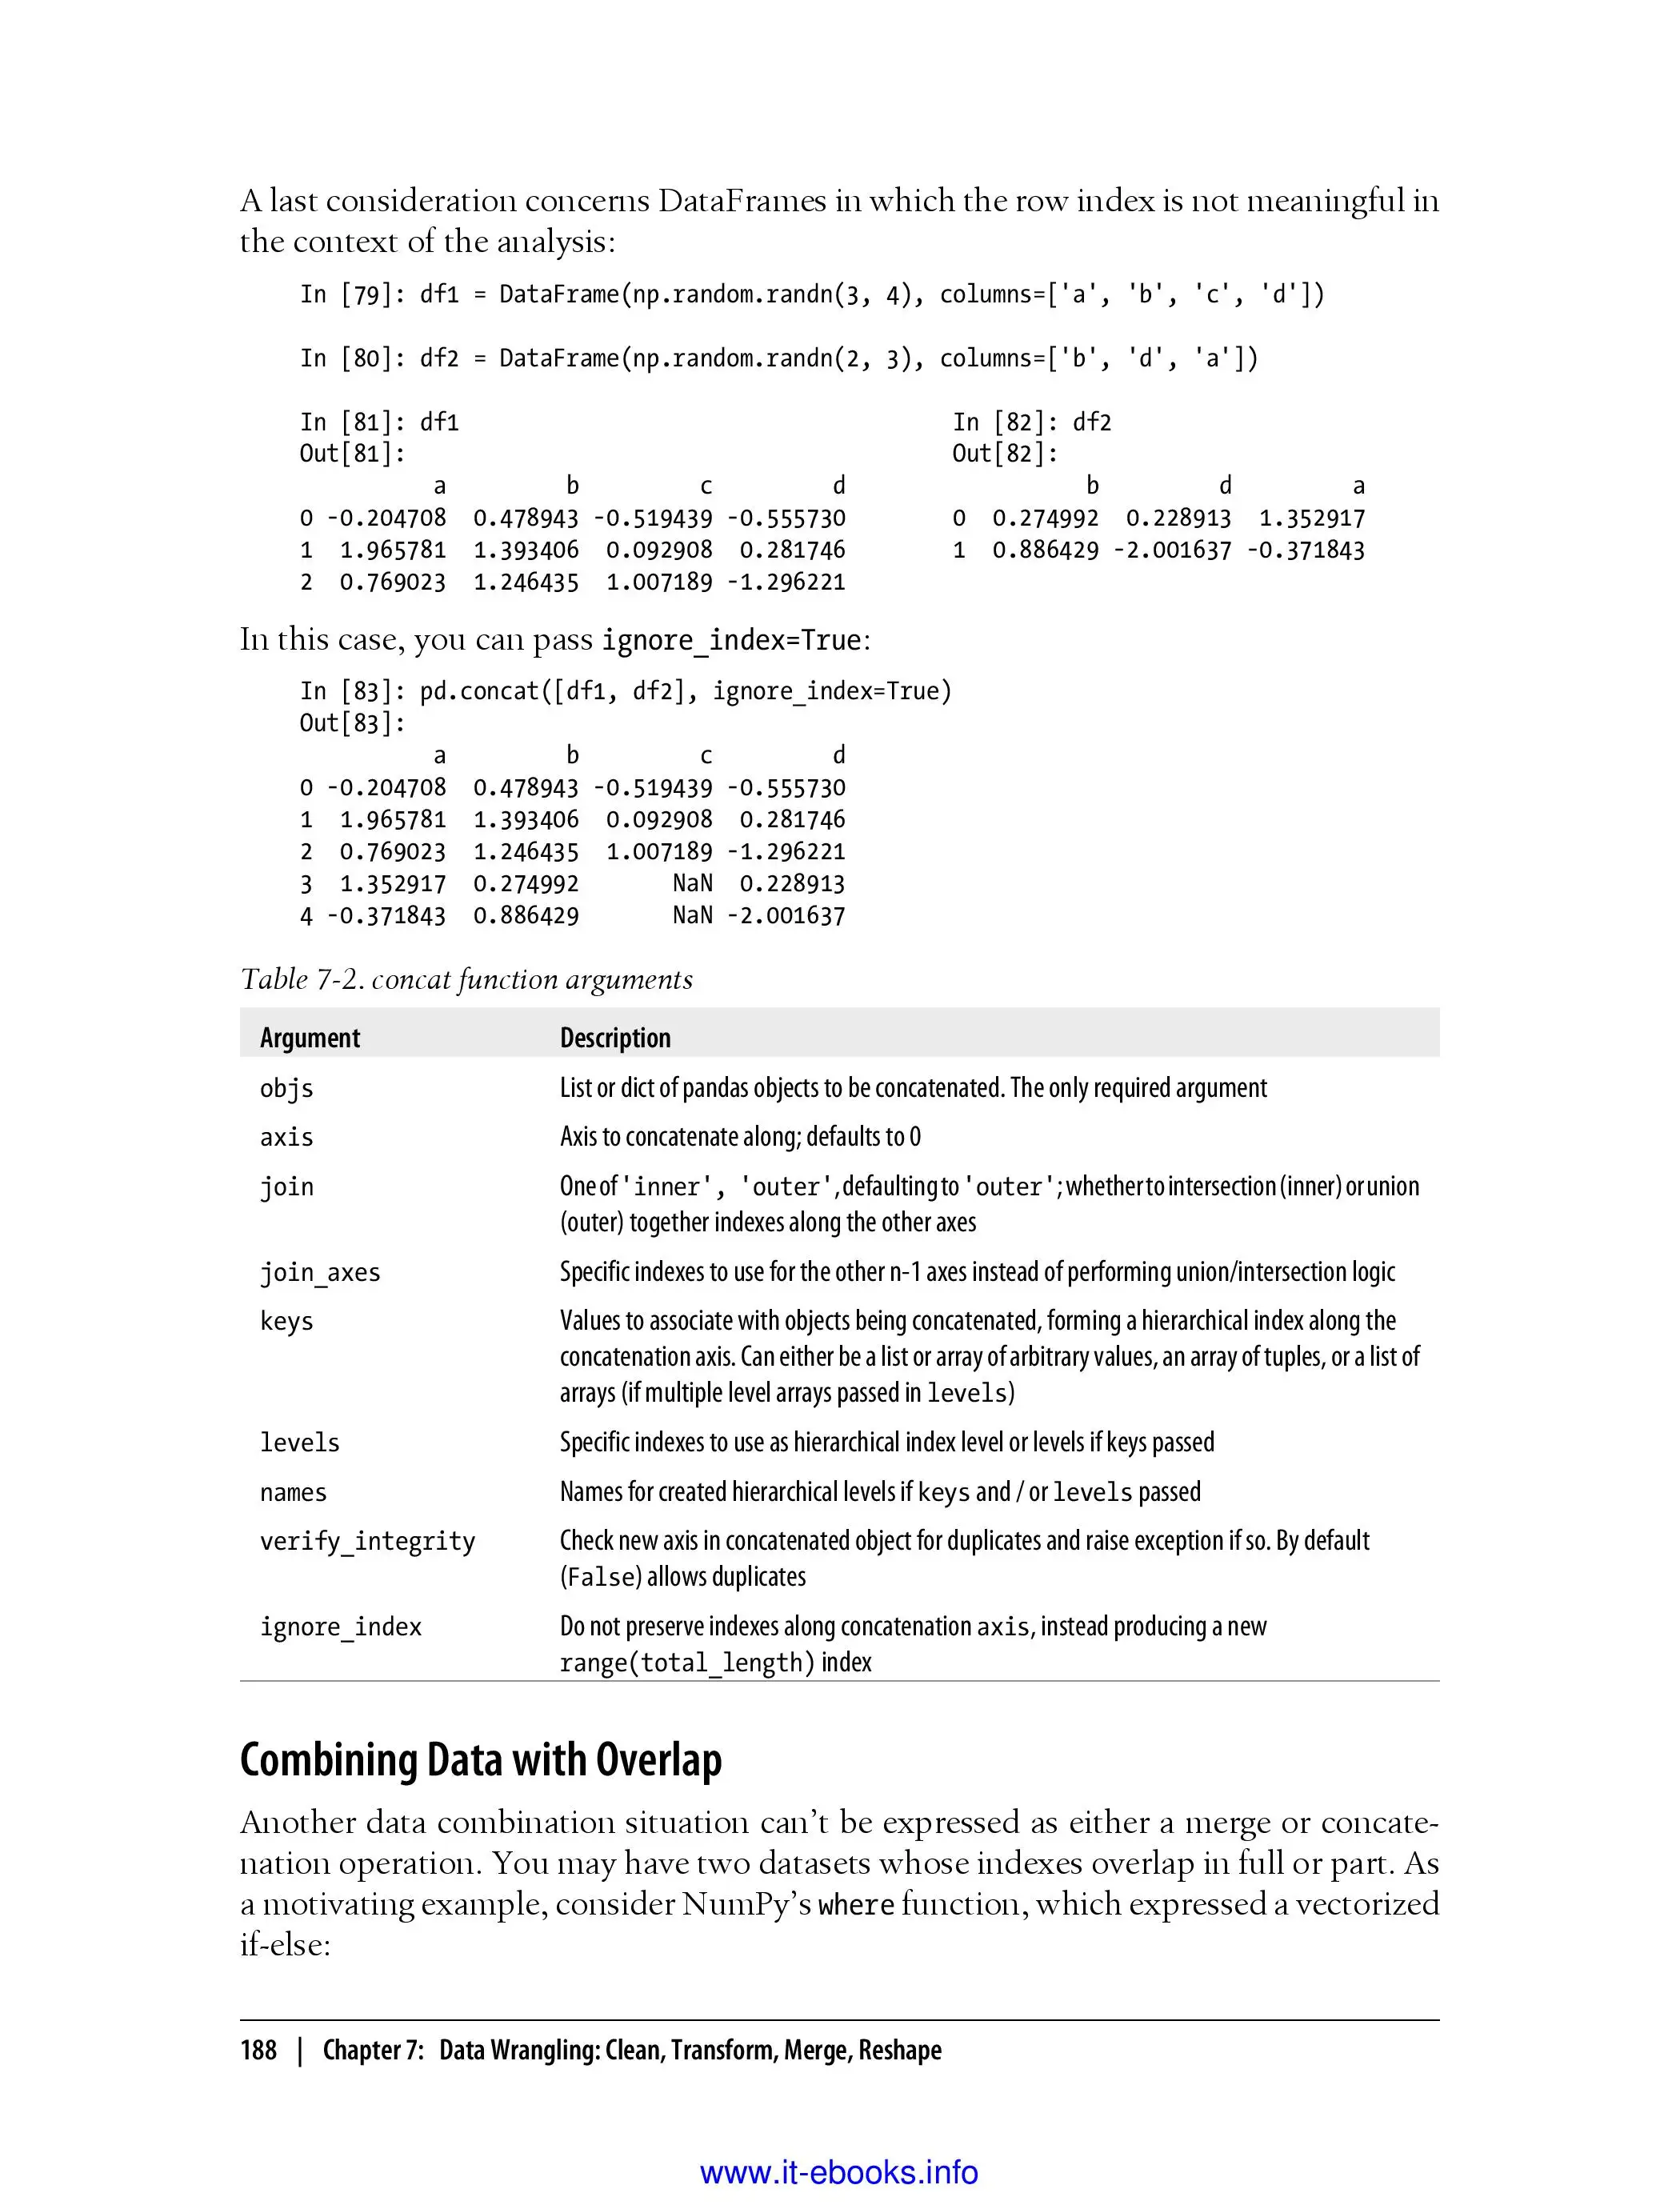 A last consideration concerns DataFrames in which the row index is not meaningful in
the context of the analysis:
In [79]: df1 = DataFrame(np.random.randn(3, 4), columns=['a', 'b', 'c', 'd'])
In [80]: df2 = DataFrame(np.random.randn(2, 3), columns=['b', 'd', 'a'])
In [81]: df1                                     In [82]: df2
Out[81]:                                         Out[82]:
          a         b         c         d                  b         d         a
0 -0.204708  0.478943 -0.519439 -0.555730        0  0.274992  0.228913  1.352917
1  1.965781  1.393406  0.092908  0.281746        1  0.886429 -2.001637 -0.371843
2  0.769023  1.246435  1.007189 -1.296221
In this case, you can pass ignore_index=True:
In [83]: pd.concat([df1, df2], ignore_index=True)
Out[83]:
          a         b         c         d
0 -0.204708  0.478943 -0.519439 -0.555730
1  1.965781  1.393406  0.092908  0.281746
2  0.769023  1.246435  1.007189 -1.296221
3  1.352917  0.274992       NaN  0.228913
4 -0.371843  0.886429       NaN -2.001637
Table 7-2. concat function arguments
Argument Description
objs List or dict of pandas objects to be concatenated. The only required argument
axis Axis to concatenate along; defaults to 0
join One of 'inner', 'outer', defaulting to 'outer'; whether to intersection (inner) or union
(outer) together indexes along the other axes
join_axes Specific indexes to use for the other n-1 axes instead of performing union/intersection logic
keys Values to associate with objects being concatenated, forming a hierarchical index along the
concatenation axis. Can either be a list or array of arbitrary values, an array of tuples, or a list of
arrays (if multiple level arrays passed in levels)
levels Specific indexes to use as hierarchical index level or levels if keys passed
names Names for created hierarchical levels if keys and / or levels passed
verify_integrity Check new axis in concatenated object for duplicates and raise exception if so. By default
(False) allows duplicates
ignore_index Do not preserve indexes along concatenation axis, instead producing a new
range(total_length) index
Combining Data with Overlap
Another data combination situation can’t be expressed as either a merge or concate-
nation operation. You may have two datasets whose indexes overlap in full or part. As
a motivating example, consider NumPy’s where function, which expressed a vectorized
if-else:
188 | Chapter 7: Data Wrangling: Clean, Transform, Merge, Reshape
www.it-ebooks.info